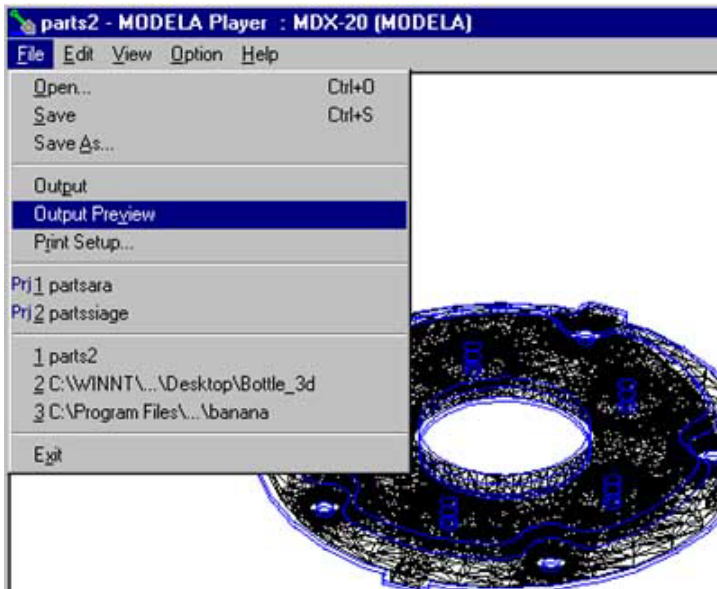 parts2 - MODELA Player : MDX-20 (MODELA)
File Edit View Option Help
Open... Ctrl+O
Save Ctrl+S
Save As...
Output
Output Preview
Print Setup...
Prj 1 partsara
Prj 2 partssiage
1 parts2
2 C:\WINNT\...\Desktop\Bottle_3d
3 C:\Program Files\...\banana
Exit